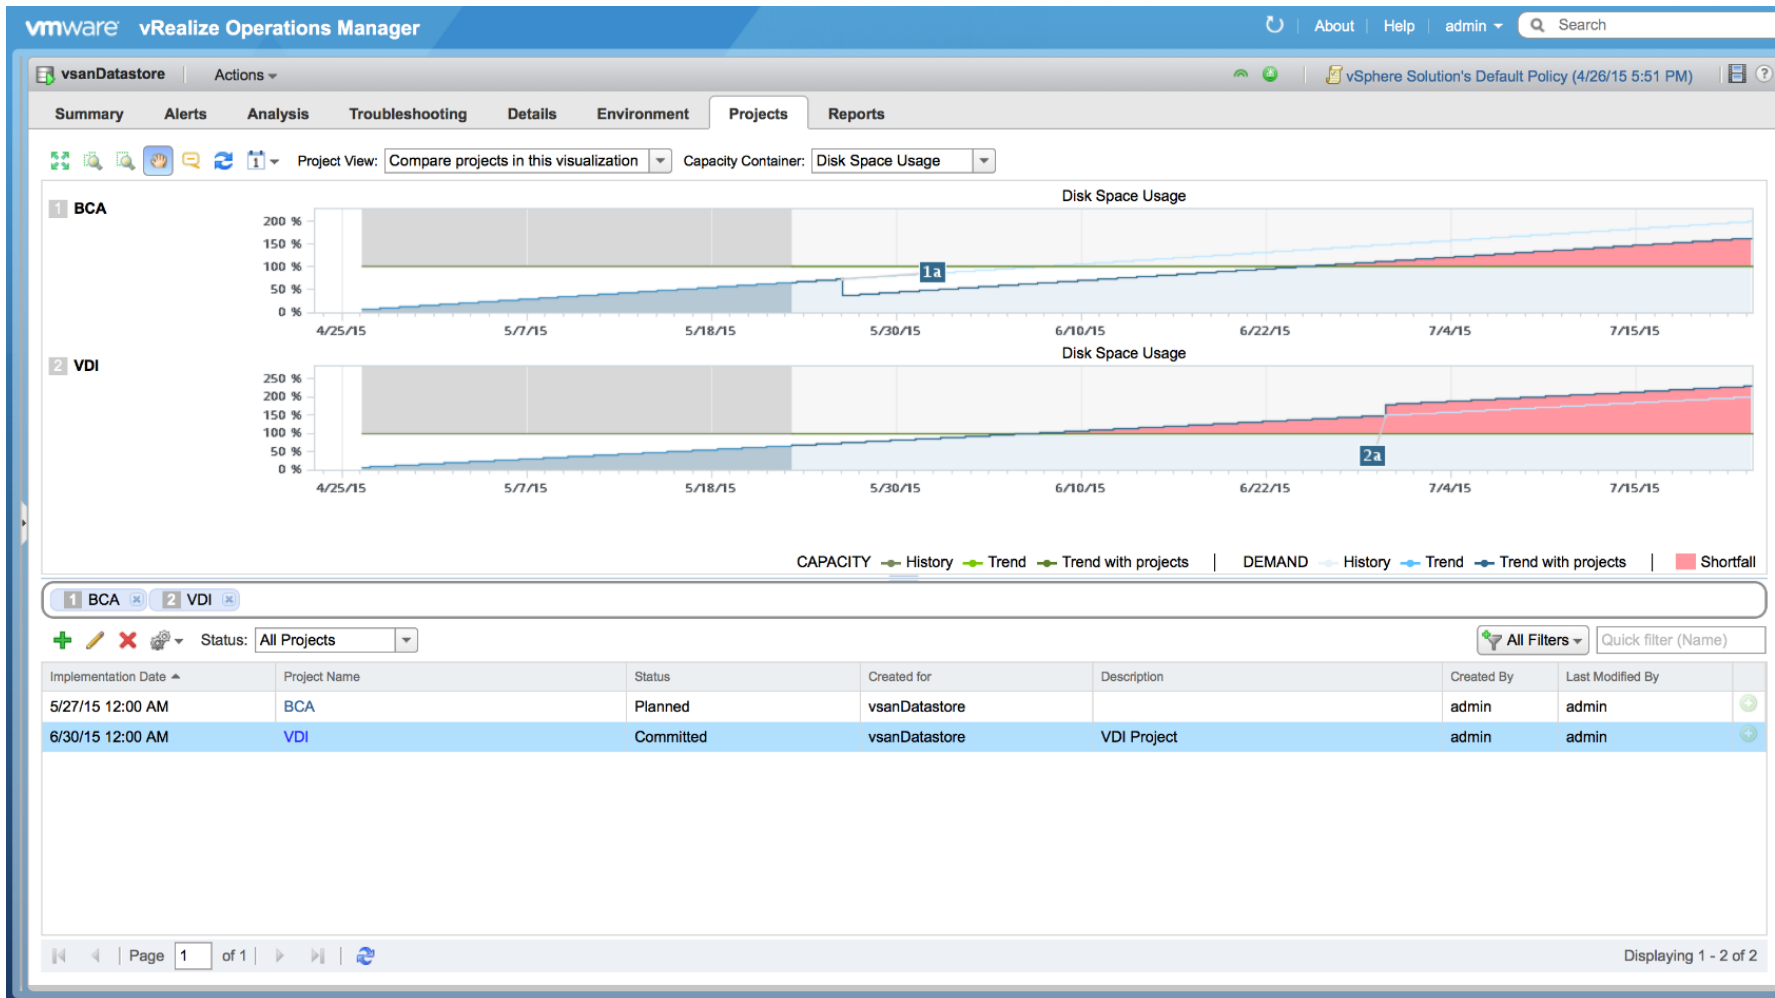 vmware vRealize Operations Manager About Help admin Search
vsanDatastore Actions vSphere Solution's Default Policy (4/26/15 5:51 PM) ?
Summary Alerts Analysis Troubleshooting Details Environment Projects Reports
1 Project View: Compare projects in this visualization Capacity Container: Disk Space Usage
Disk Space Usage
1 BCA
200 %
150 %
100 %
1a
50 %
0 %
4/25/15 5/7/15 5/18/15 5/30/15 6/10/15 6/22/15 7/4/15 7/15/15
Disk Space Usage
2 VDI
250 %
200 %
150 %
100 %
50 %
2a
0 %
4/25/15 5/7/15 5/18/15 5/30/15 6/10/15 6/22/15 7/4/15 7/15/15
CAPACITY History Trend Trend with projects | DEMAND History Trend Trend with projects | Shortfall
1 BCA 2 VDI
Status: All Projects All Filters Quick filter (Name)
Implementation Date Project Name Status Created for Description Created By Last Modified By
5/27/15 12:00 AM BCA Planned vsanDatastore admin admin
6/30/15 12:00 AM VDI Committed vsanDatastore VDI Project admin admin
Page 1 of 1 Displaying 1 - 2 of 2